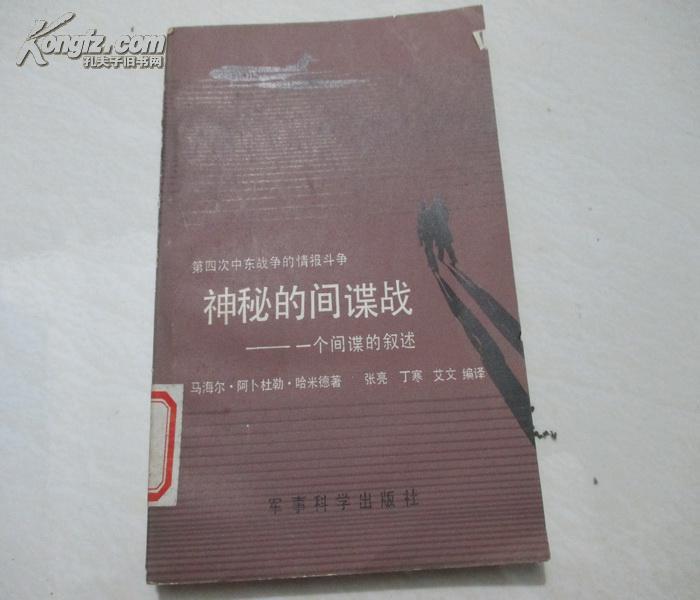 Kongfz.com
孔夫子旧书网
第四次中东战争的情报斗争
神秘的间谍战
——一个间谍的叙述
马海尔·阿卜杜勒·哈米德著 张亮 丁寒 艾文 编译
军事科学出版社